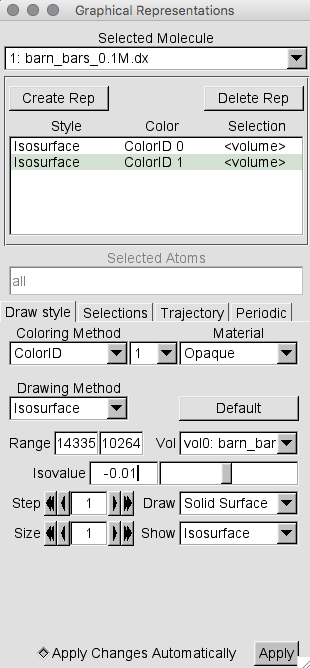 Graphical Representations
Selected Molecule
1: barn_bars_0.1M.dx
Create Rep Delete Rep
Style Color Selection
Isosurface ColorID 0 <volume>
Isosurface ColorID 1 <volume>
Selected Atoms
all
Draw style Selections Trajectory Periodic
Coloring Method Material
ColorID 1 Opaque
Drawing Method
Isosurface Default
Range 14335 10264 Vol vol0: barn_bar
Isovalue -0.01
Step 1 Draw Solid Surface
Size 1 Show Isosurface
Apply Changes Automatically Apply